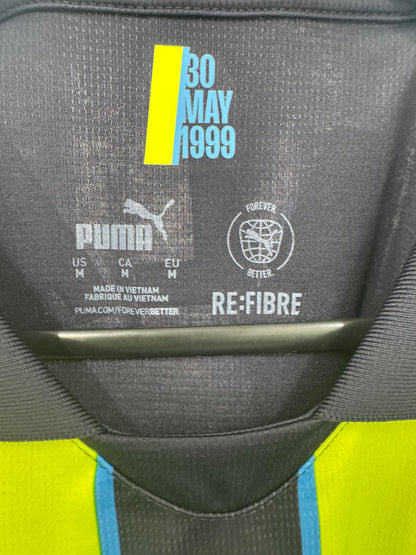 30
MAY
1999
PUMA
FOREVER.
BETTER.
US CA EU
M M M
MADE IN VIETNAM
FABRIQUÉ AU VIETNAM
PUMA.COM/FOREVERBETTER
RE:FIBRE